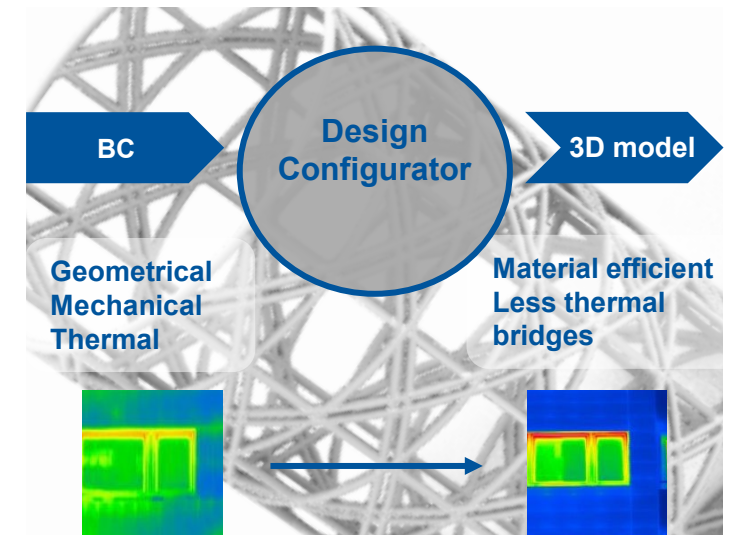 BC
Design
Configurator
3D model
Geometrical
Mechanical
Thermal
Material efficient
Less thermal
bridges